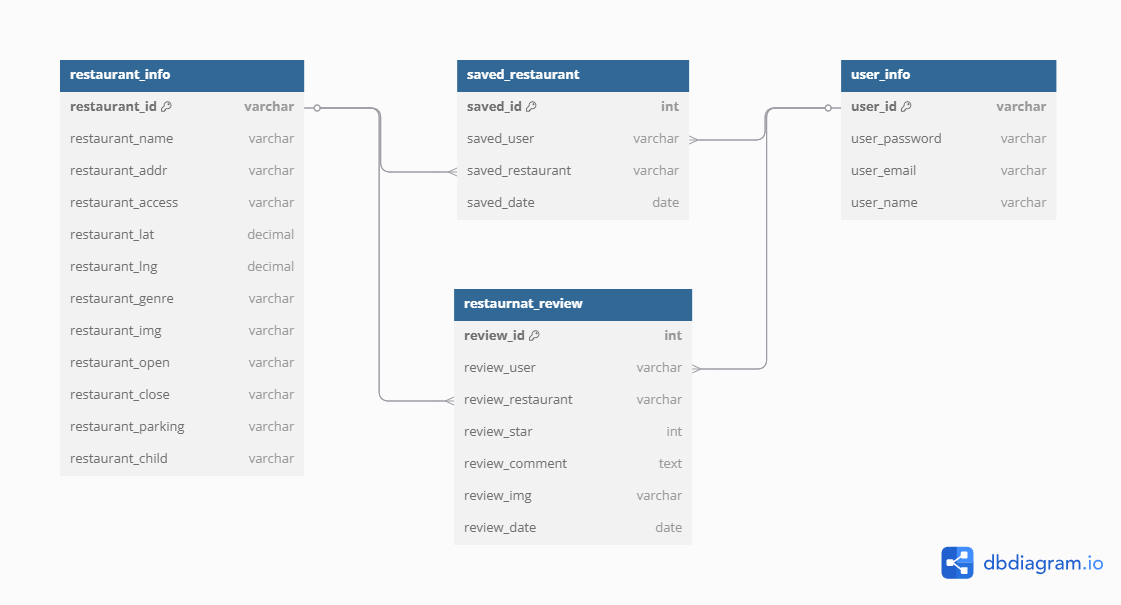 restaurant_info
restaurant_id varchar
restaurant_name varchar
restaurant_addr varchar
restaurant_access varchar
restaurant_lat decimal
restaurant_lng decimal
restaurant_genre varchar
restaurant_img varchar
restaurant_open varchar
restaurant_close varchar
restaurant_parking varchar
restaurant_child varchar
saved_restaurant
saved_id int
saved_user varchar
saved_restaurant varchar
saved_date date
user_info
user_id varchar
user_password varchar
user_email varchar
user_name varchar
restaurnat_review
review_id int
review_user varchar
review_restaurant varchar
review_star int
review_comment text
review_img varchar
review_date date
dbdiagram.io